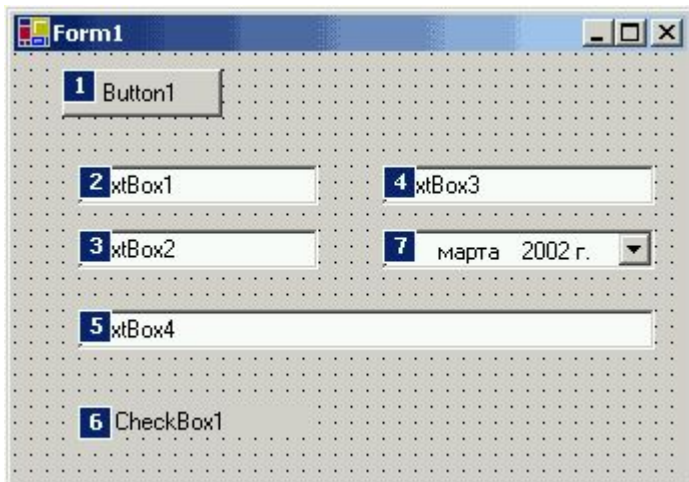 Form1
1 Button1
2 xtBox1 4 xtBox3
3 xtBox2 7 марта 2002 г.
5 xtBox4
6 CheckBox1